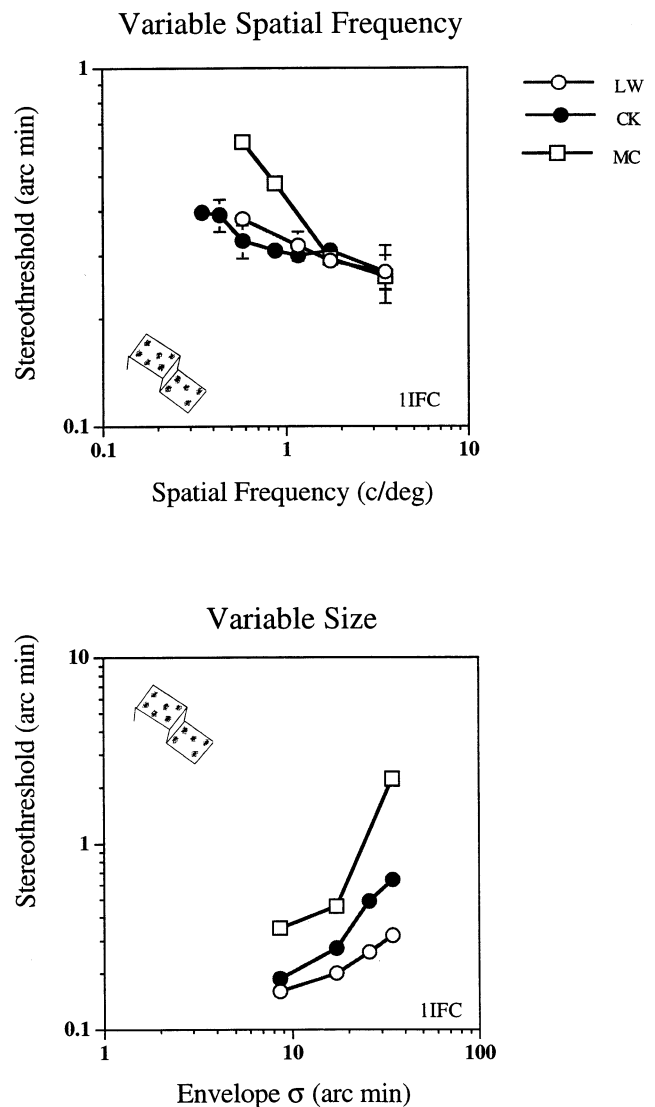 Variable Spatial Frequency
1
Stereothreshold (arc min)
0.1
0.1
1
10
Spatial Frequency (c/deg)
1IFC
LW
CK
MC
Variable Size
10
Stereothreshold (arc min)
1
0.1
1
10
100
Envelope σ (arc min)
1IFC